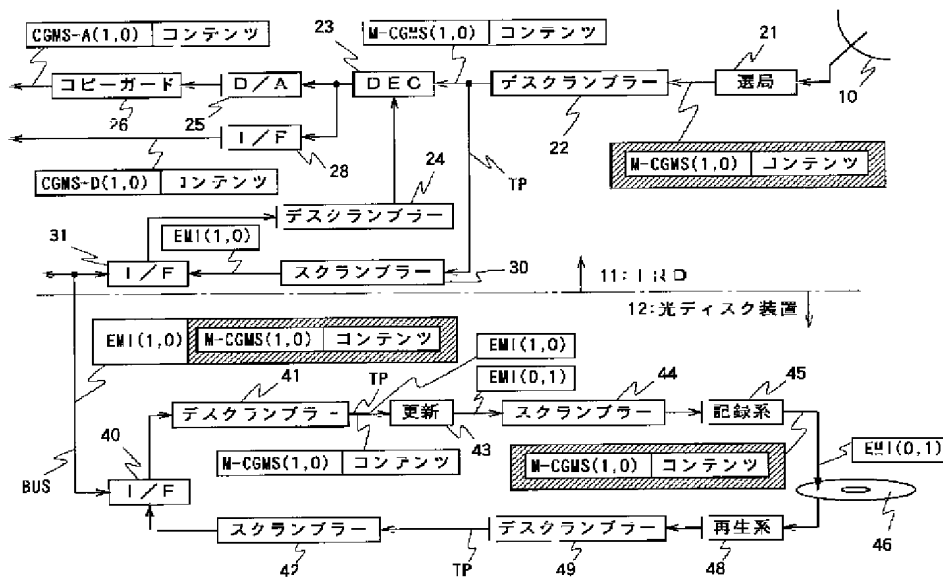 CGMS-A(1,0) コンテンツ
23
M-CGMS(1,0) コンテンツ
21
コピーガード
D/A
DEC
デスクランブラー
選局
10
26
25
I/F
28
22
24
TP
M-CGMS(1,0) コンテンツ
CGMS-D(1,0) コンテンツ
デスクランブラー
31
EMI(1,0)
I/F
スクランブラー
30
11:IRD
12:光ディスク装置
EMI(1,0) M-CGMS(1,0) コンテンツ
EMI(1,0)
41
TP
EMI(0,1)
44
45
デスクランブラー
更新
スクランブラー
記録系
40
43
M-CGMS(1,0) コンテンツ
M-CGMS(1,0) コンテンツ
EMI(0,1)
BUS
I/F
スクランブラー
デスクランブラー
再生系
46
47
TP
49
48